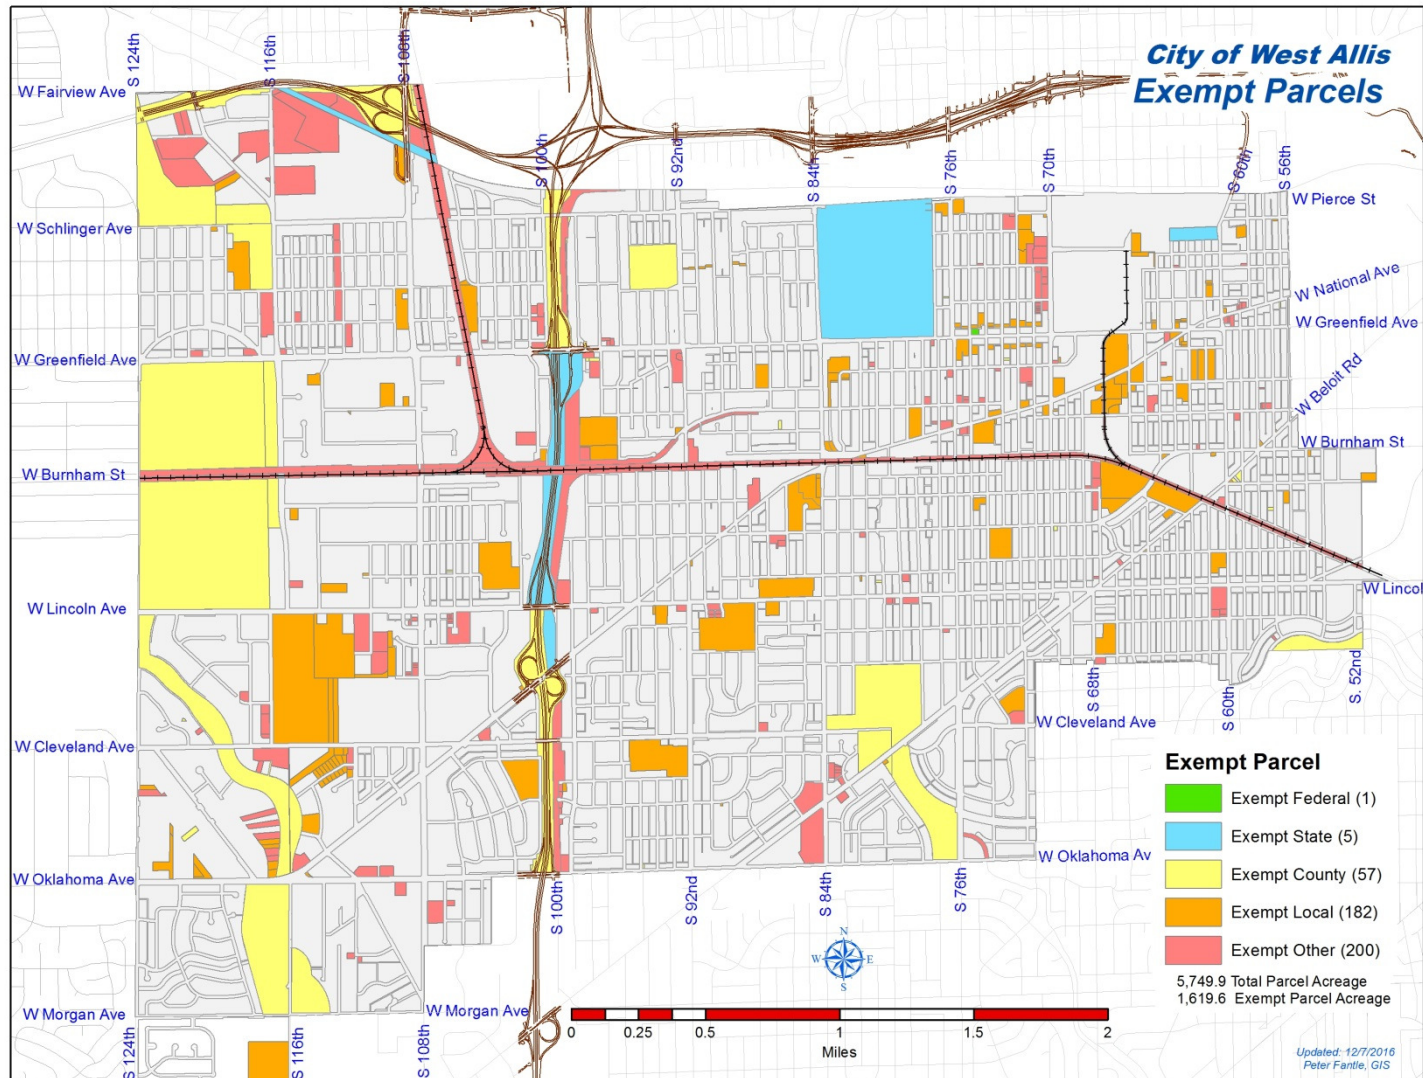 City of West Allis
Exempt Parcels
S 124th
S 116th
S 108th
W Fairview Ave
S 100th
S 92nd
S 84th
S 76th
S 70th
S 60th
S 56th
W Pierce St
W Schlinger Ave
W National Ave
W Greenfield Ave
W Greenfield Ave
W Beloit Rd
W Burnham St
W Burnham St
W Lincoln Ave
W Lincol
S 68th
S 60th
S. 52nd
W Cleveland Ave
W Cleveland Ave
W Oklahoma Ave
W Oklahoma Av
S 100th
S 92nd
S 84th
S 76th
W Morgan Ave
W Morgan Ave
S 124th
S 116th
S 108th
N
W E
S
0 0.25 0.5 1 1.5 2
Miles
Exempt Parcel
Exempt Federal (1)
Exempt State (5)
Exempt County (57)
Exempt Local (182)
Exempt Other (200)
5,749.9 Total Parcel Acreage
1,619.6 Exempt Parcel Acreage
Updated: 12/7/2016
Peter Fantle, GIS